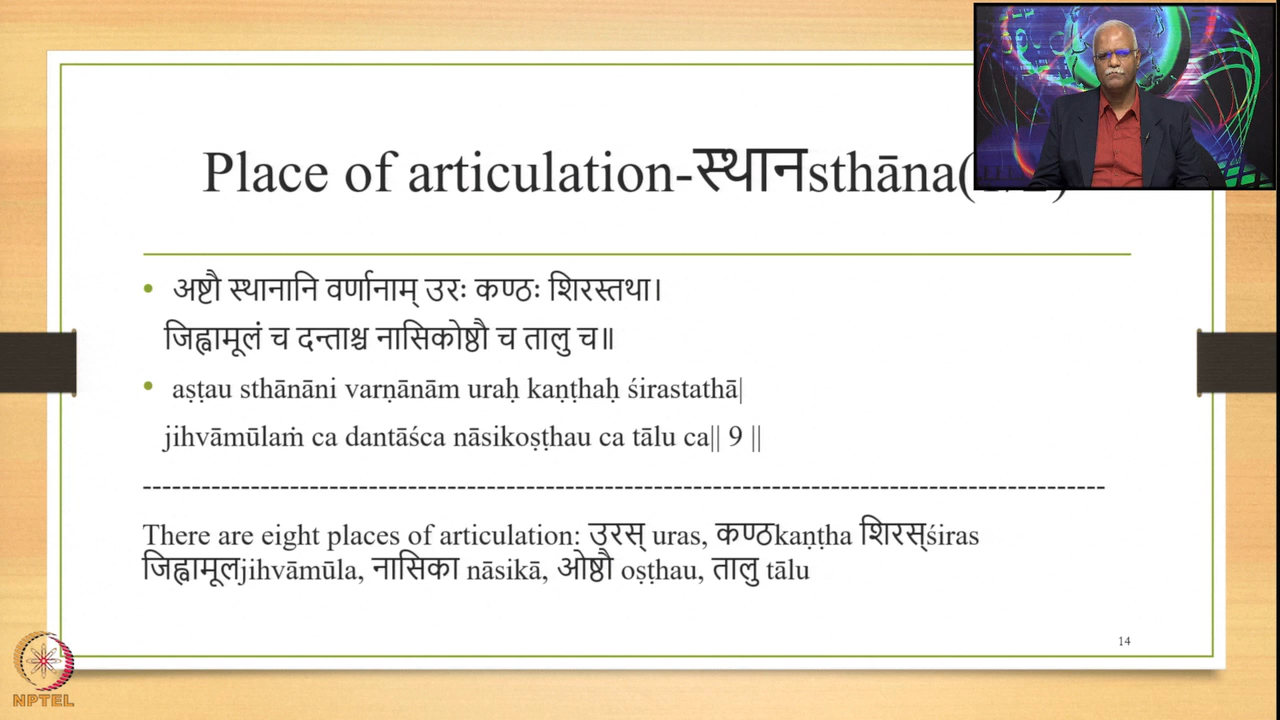 Place of articulation-स्थानsthāna(
• अष्टौ स्थानानि वर्णानाम् उरः कण्ठः शिरस्तथा।
जिह्वामूलं च दन्ताश्च नासिकोष्ठौ च तालु च॥
• aṣṭau sthānāni varṇānām uraḥ kaṇṭhaḥ śirastathā|
jihvāmūlaṁ ca dantāśca nāsikoṣṭhau ca tālu ca|| 9 ||
There are eight places of articulation: उरस् uras, कण्ठkaṇṭha शिरस्śiras
जिह्वामूलjihvāmūla, नासिका nāsikā, ओष्ठौ oṣṭhau, तालु tālu
14
NPTEL